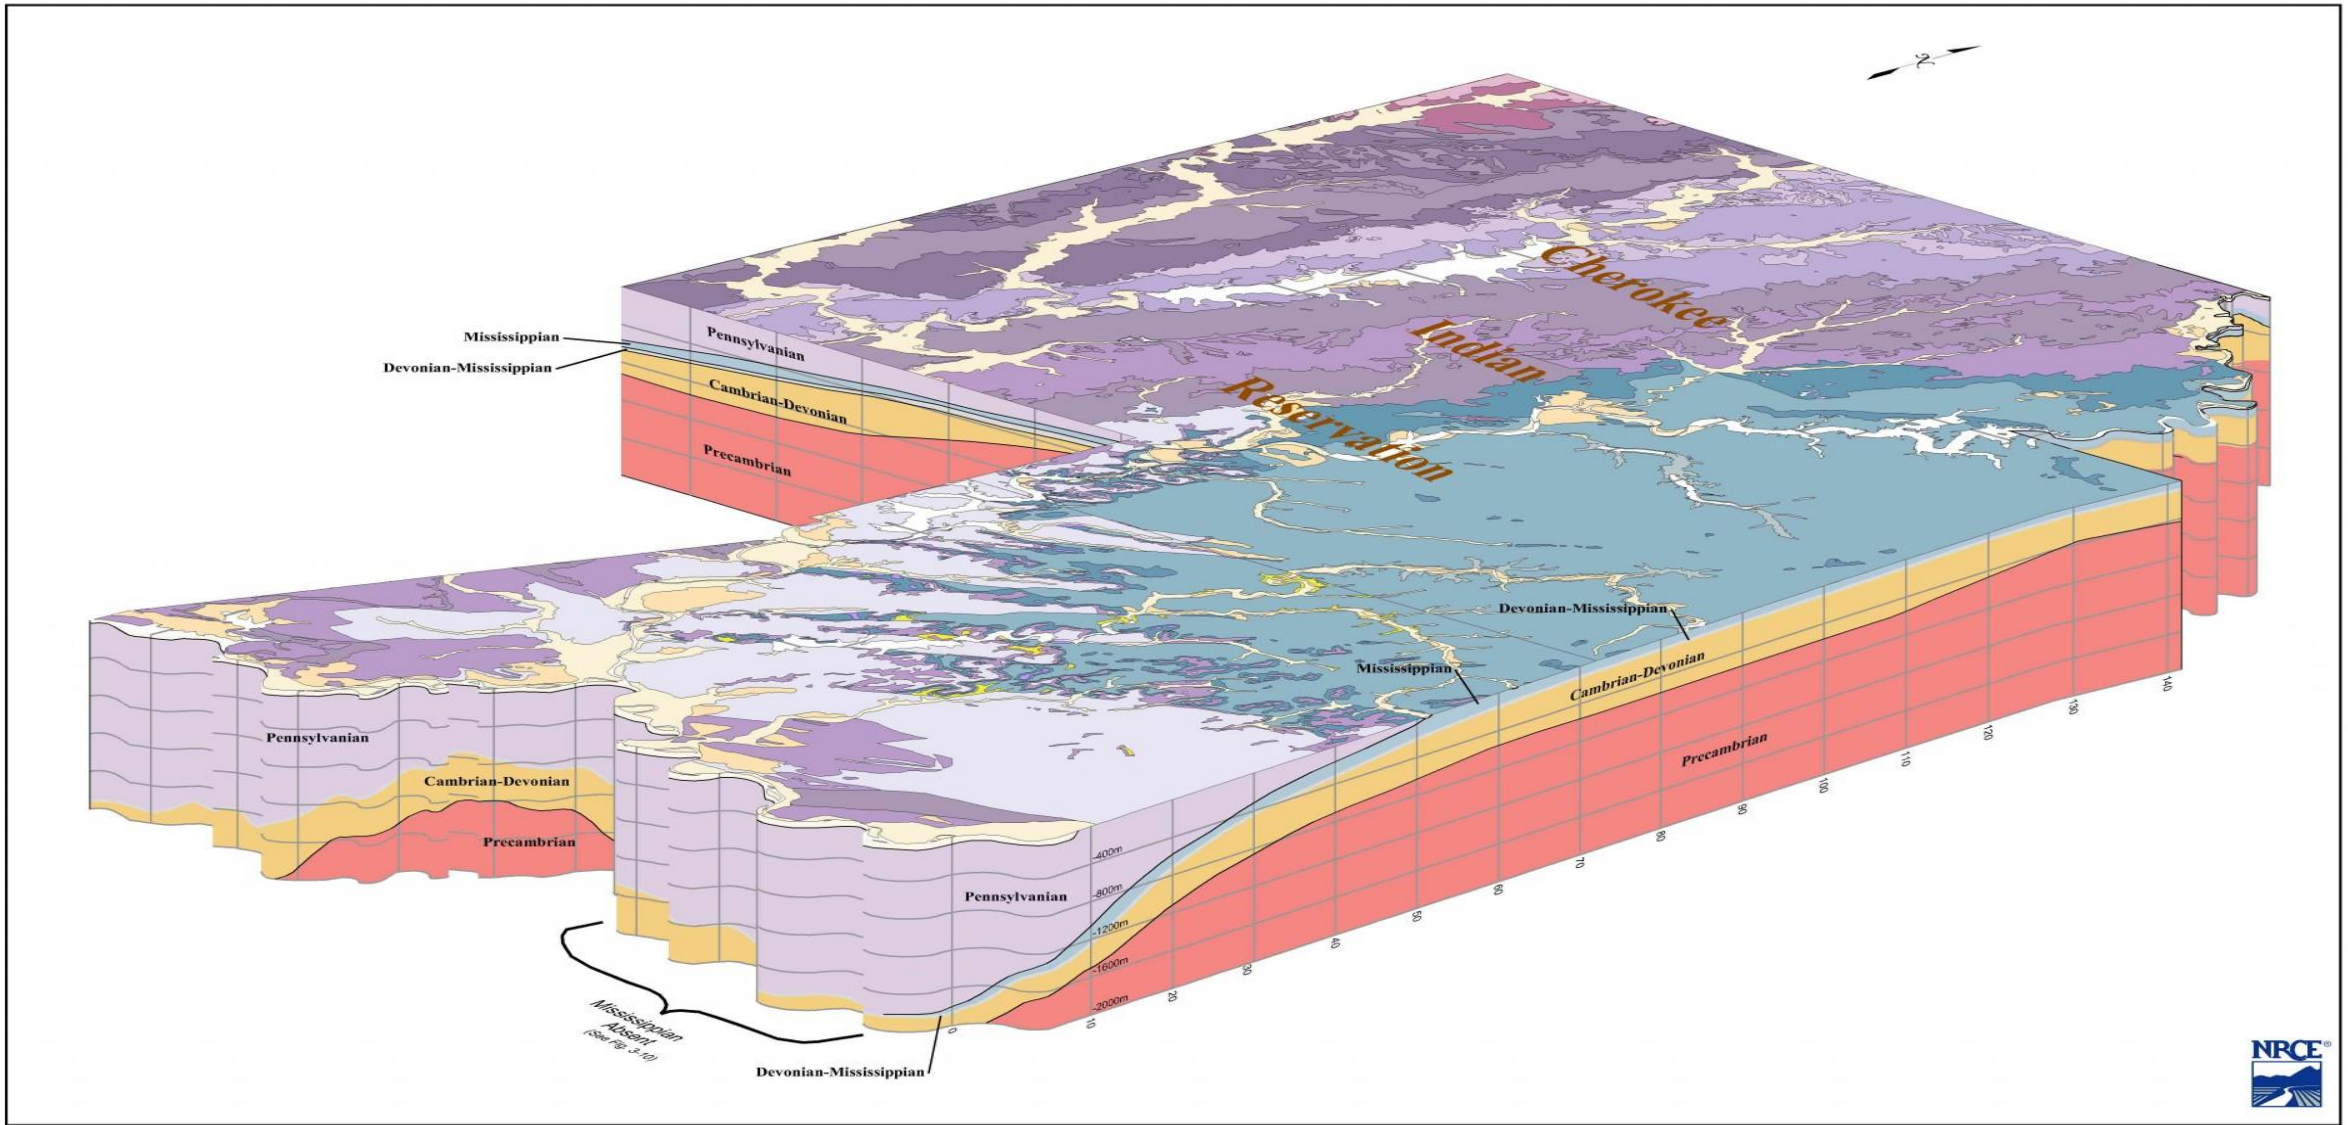 N
Cherokee
Indian
Reservation
Mississippian
Devonian-Mississippian
Pennsylvanian
Cambrian-Devonian
Precambrian
Devonian-Mississippian
Mississippian
Cambrian-Devonian
Precambrian
Pennsylvanian
Cambrian-Devonian
Precambrian
Pennsylvanian
-400m
-800m
-1200m
-1600m
-2000m
0
10
20
30
40
50
60
70
80
90
100
110
120
130
140
Mississippian
Absent
(See Fig. 3-10)
Devonian-Mississippian
NRCE®